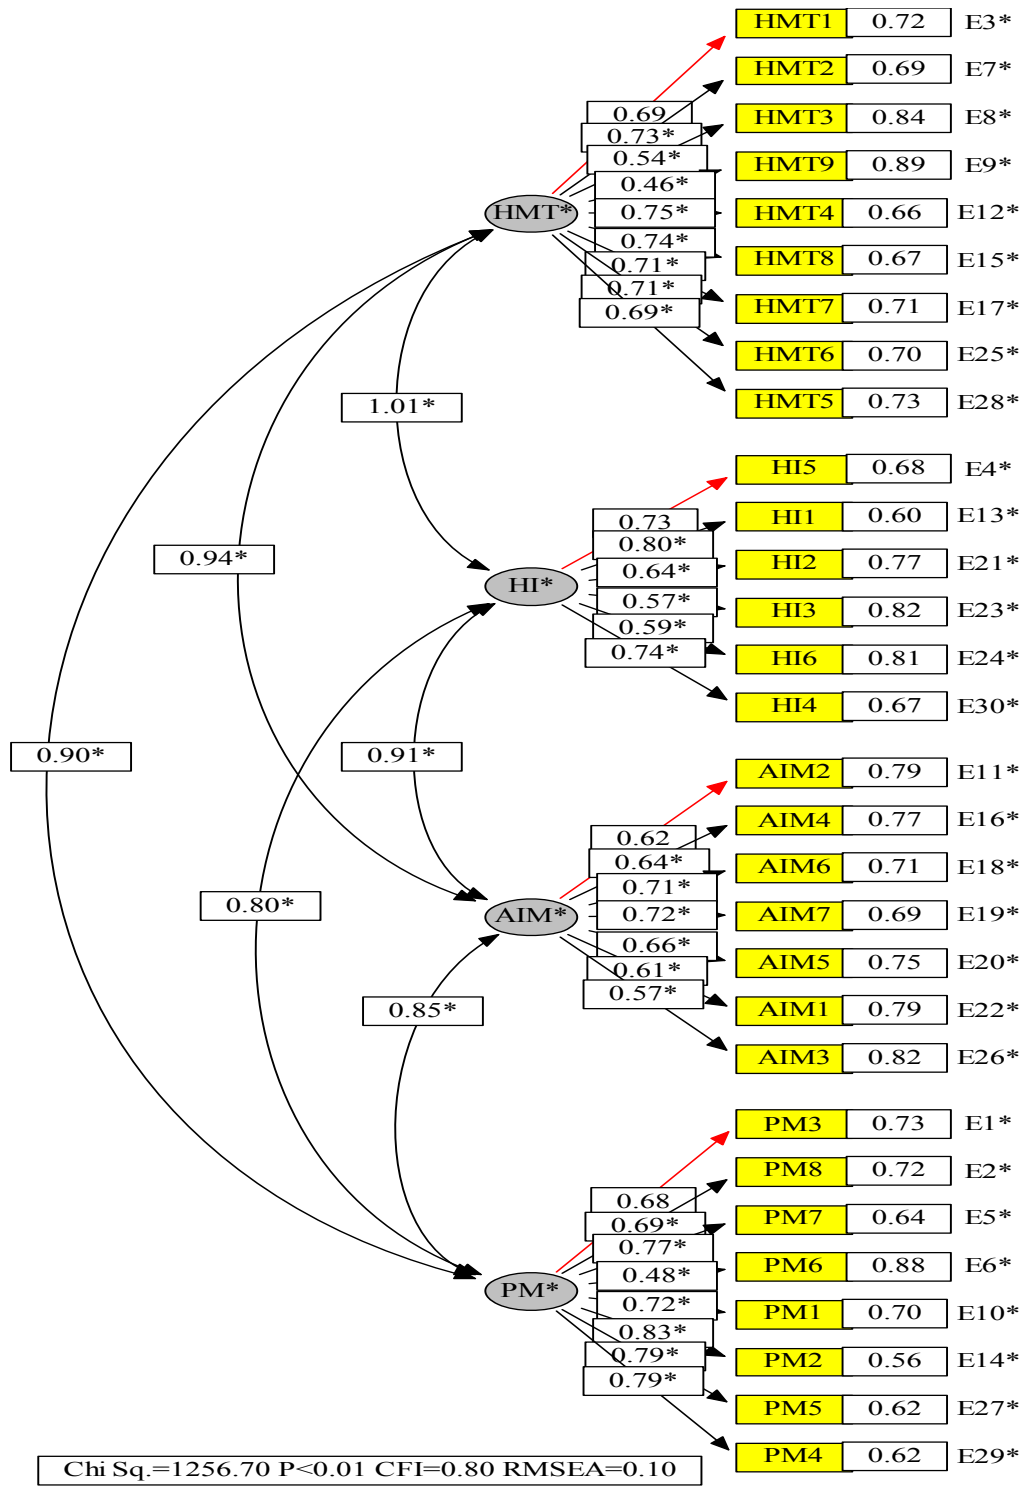 HMT1 0.72 E3*
HMT2 0.69 E7*
HMT3 0.84 E8*
HMT9 0.89 E9*
HMT4 0.66 E12*
HMT8 0.67 E15*
HMT7 0.71 E17*
HMT6 0.70 E25*
HMT5 0.73 E28*
0.69
0.73*
0.54*
0.46*
0.75*
0.74*
0.71*
0.71*
0.69*
HMT*
1.01*
HI5 0.68 E4*
HI1 0.60 E13*
HI2 0.77 E21*
HI3 0.82 E23*
HI6 0.81 E24*
HI4 0.67 E30*
0.73
0.80*
0.64*
0.57*
0.59*
0.74*
HI*
0.94*
0.90*
0.91*
AIM2 0.79 E11*
AIM4 0.77 E16*
AIM6 0.71 E18*
AIM7 0.69 E19*
AIM5 0.75 E20*
AIM1 0.79 E22*
AIM3 0.82 E26*
0.62
0.64*
0.71*
0.72*
0.66*
0.61*
0.57*
AIM*
0.80*
0.85*
PM3 0.73 E1*
PM8 0.72 E2*
PM7 0.64 E5*
PM6 0.88 E6*
PM1 0.70 E10*
PM2 0.56 E14*
PM5 0.62 E27*
PM4 0.62 E29*
0.68
0.69*
0.77*
0.48*
0.72*
0.83*
0.79*
0.79*
PM*
Chi Sq.=1256.70 P<0.01 CFI=0.80 RMSEA=0.10